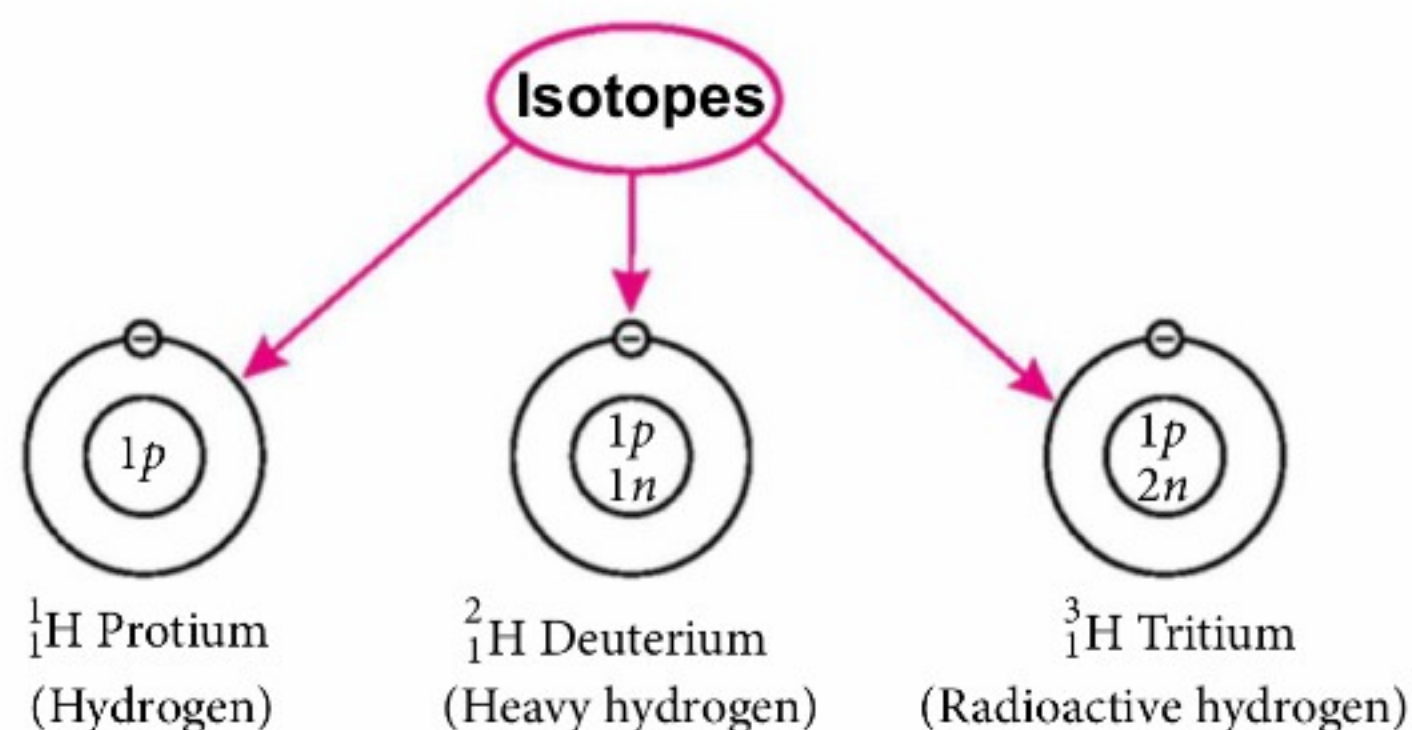 Isotopes
−
−
−
1p
1p
1n
1p
2n
¹₁H Protium
(Hydrogen)
²₁H Deuterium
(Heavy hydrogen)
³₁H Tritium
(Radioactive hydrogen)